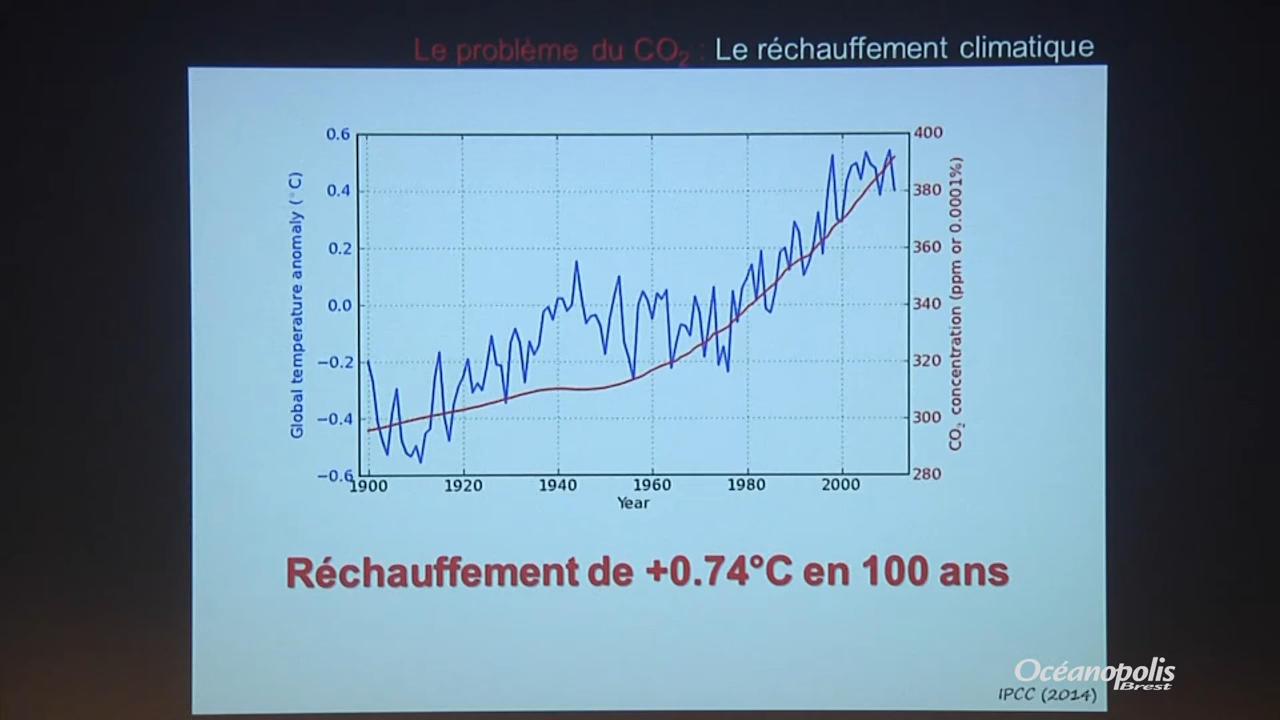 Le problème du CO₂ : Le réchauffement climatique
0.6
0.4
0.2
0.0
−0.2
−0.4
−0.6
Global temperature anomaly (°C)
400
380
360
340
320
300
280
CO₂ concentration (ppm or 0.0001%)
1900 1920 1940 1960 1980 2000
Year
Réchauffement de +0.74°C en 100 ans
Océanopolis
Brest
IPCC (2014)